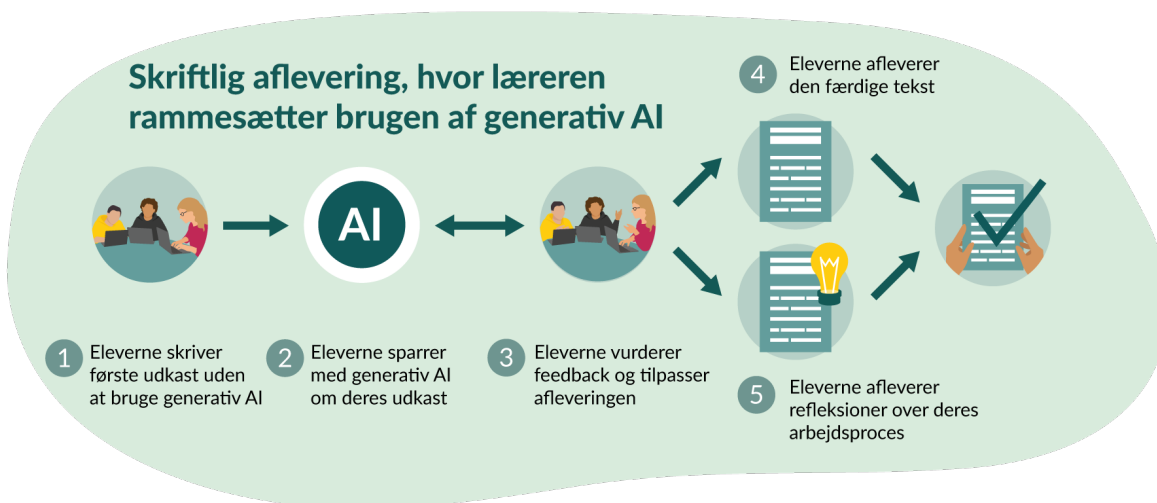 Skriftlig aflevering, hvor læreren
rammesætter brugen af generativ AI
AI
1 Eleverne skriver
første udkast uden
at bruge generativ AI
2 Eleverne sparrer
med generativ AI
om deres udkast
3 Eleverne vurderer
feedback og tilpasser
afleveringen
4 Eleverne afleverer
den færdige tekst
5 Eleverne afleverer
refleksioner over deres
arbejdsproces